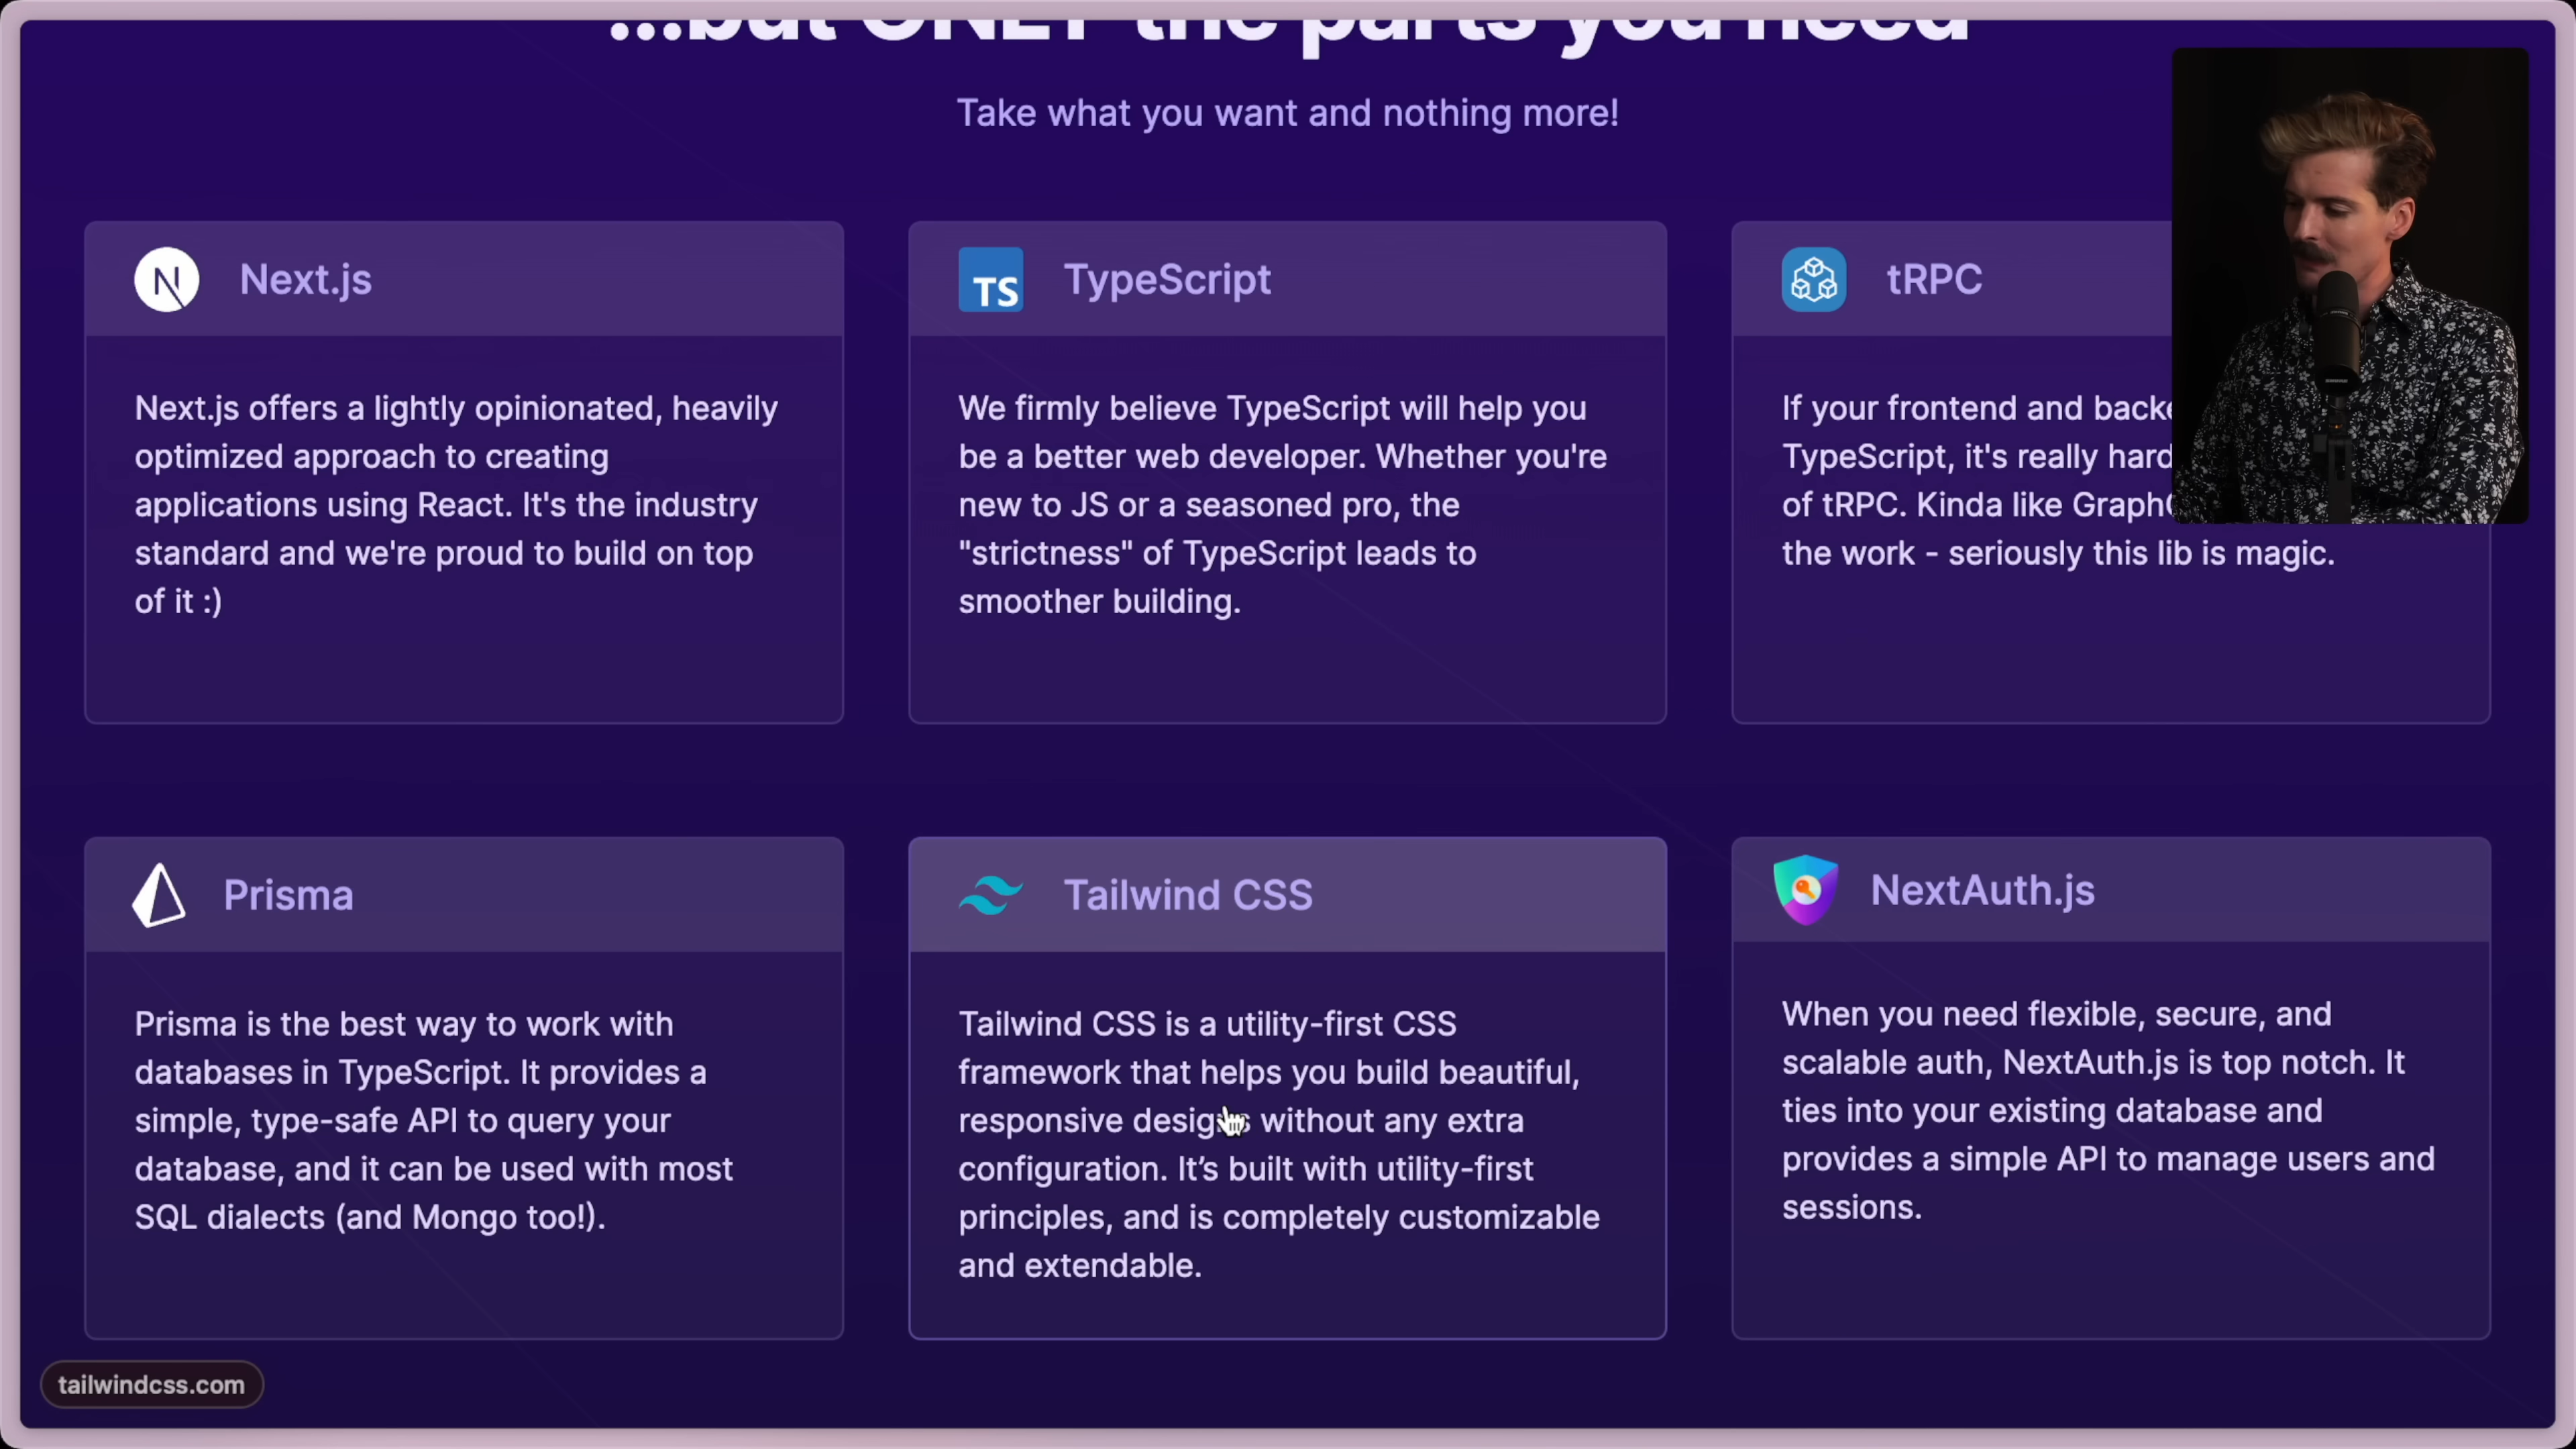 ...but ONLY the parts you need
Take what you want and nothing more!
N
Next.js
Next.js offers a lightly opinionated, heavily
optimized approach to creating
applications using React. It's the industry
standard and we're proud to build on top
of it :)
TS
TypeScript
We firmly believe TypeScript will help you
be a better web developer. Whether you're
new to JS or a seasoned pro, the
"strictness" of TypeScript leads to
smoother building.
tRPC
If your frontend and
TypeScript, it's really hard
of tRPC. Kinda like
the work - seriously this lib is magic.
Prisma
Prisma is the best way to work with
databases in TypeScript. It provides a
simple, type-safe API to query your
database, and it can be used with most
SQL dialects (and Mongo too!).
Tailwind CSS
Tailwind CSS is a utility-first CSS
framework that helps you build beautiful,
responsive designs without any extra
configuration. It’s built with utility-first
principles, and is completely customizable
and extendable.
NextAuth.js
When you need flexible, secure, and
scalable auth, NextAuth.js is top notch. It
ties into your existing database and
provides a simple API to manage users and
sessions.
tailwindcss.com